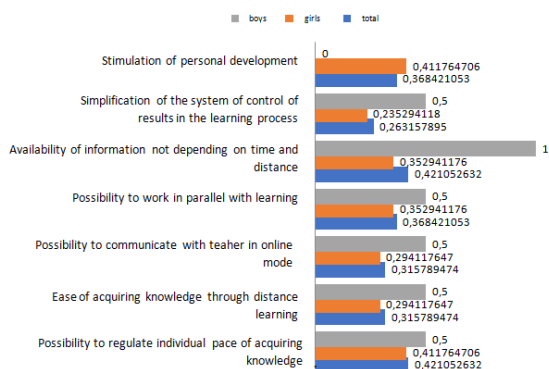 boys girls total
Stimulation of personal development
0
0,411764706
0,368421053
Simplification of the system of control of
results in the learning process
0,5
0,235294118
0,263157895
Availability of information not depending on time and
distance
1
0,352941176
0,421052632
Possibility to work in parallel with learning
0,5
0,352941176
0,368421053
Possibility to communicate with teaher in online
mode
0,5
0,294117647
0,315789474
Ease of acquiring knowledge through distance
learning
0,5
0,294117647
0,315789474
Possibility to regulate individual pace of acquiring
knowledge
0,5
0,411764706
0,421052632